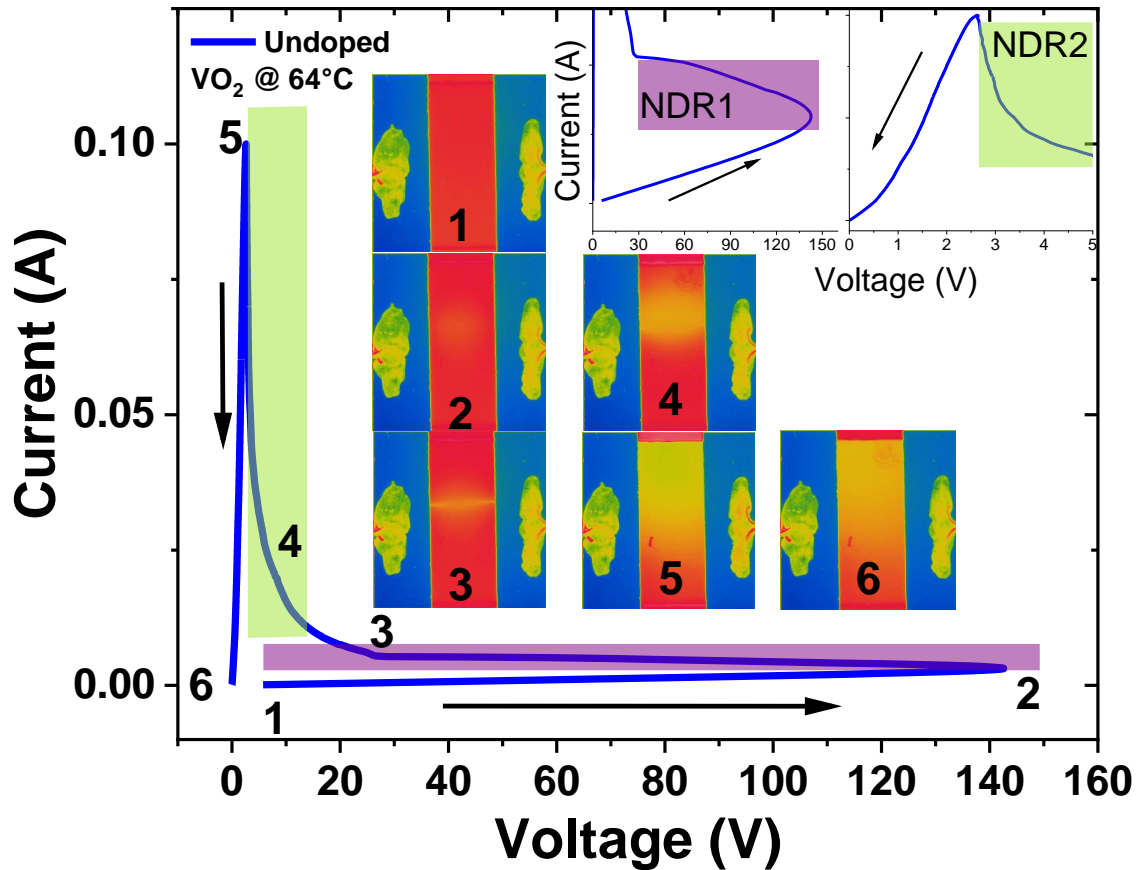 Undoped
VO₂ @ 64°C
Current (A)
0.10
0.05
0.00
0 20 40 60 80 100 120 140 160
Voltage (V)
5
4
3
6
1
2
1
2
3
4
5
6
NDR1
Current (A)
0 30 60 90 120 150
NDR2
0 1 2 3 4 5
Voltage (V)